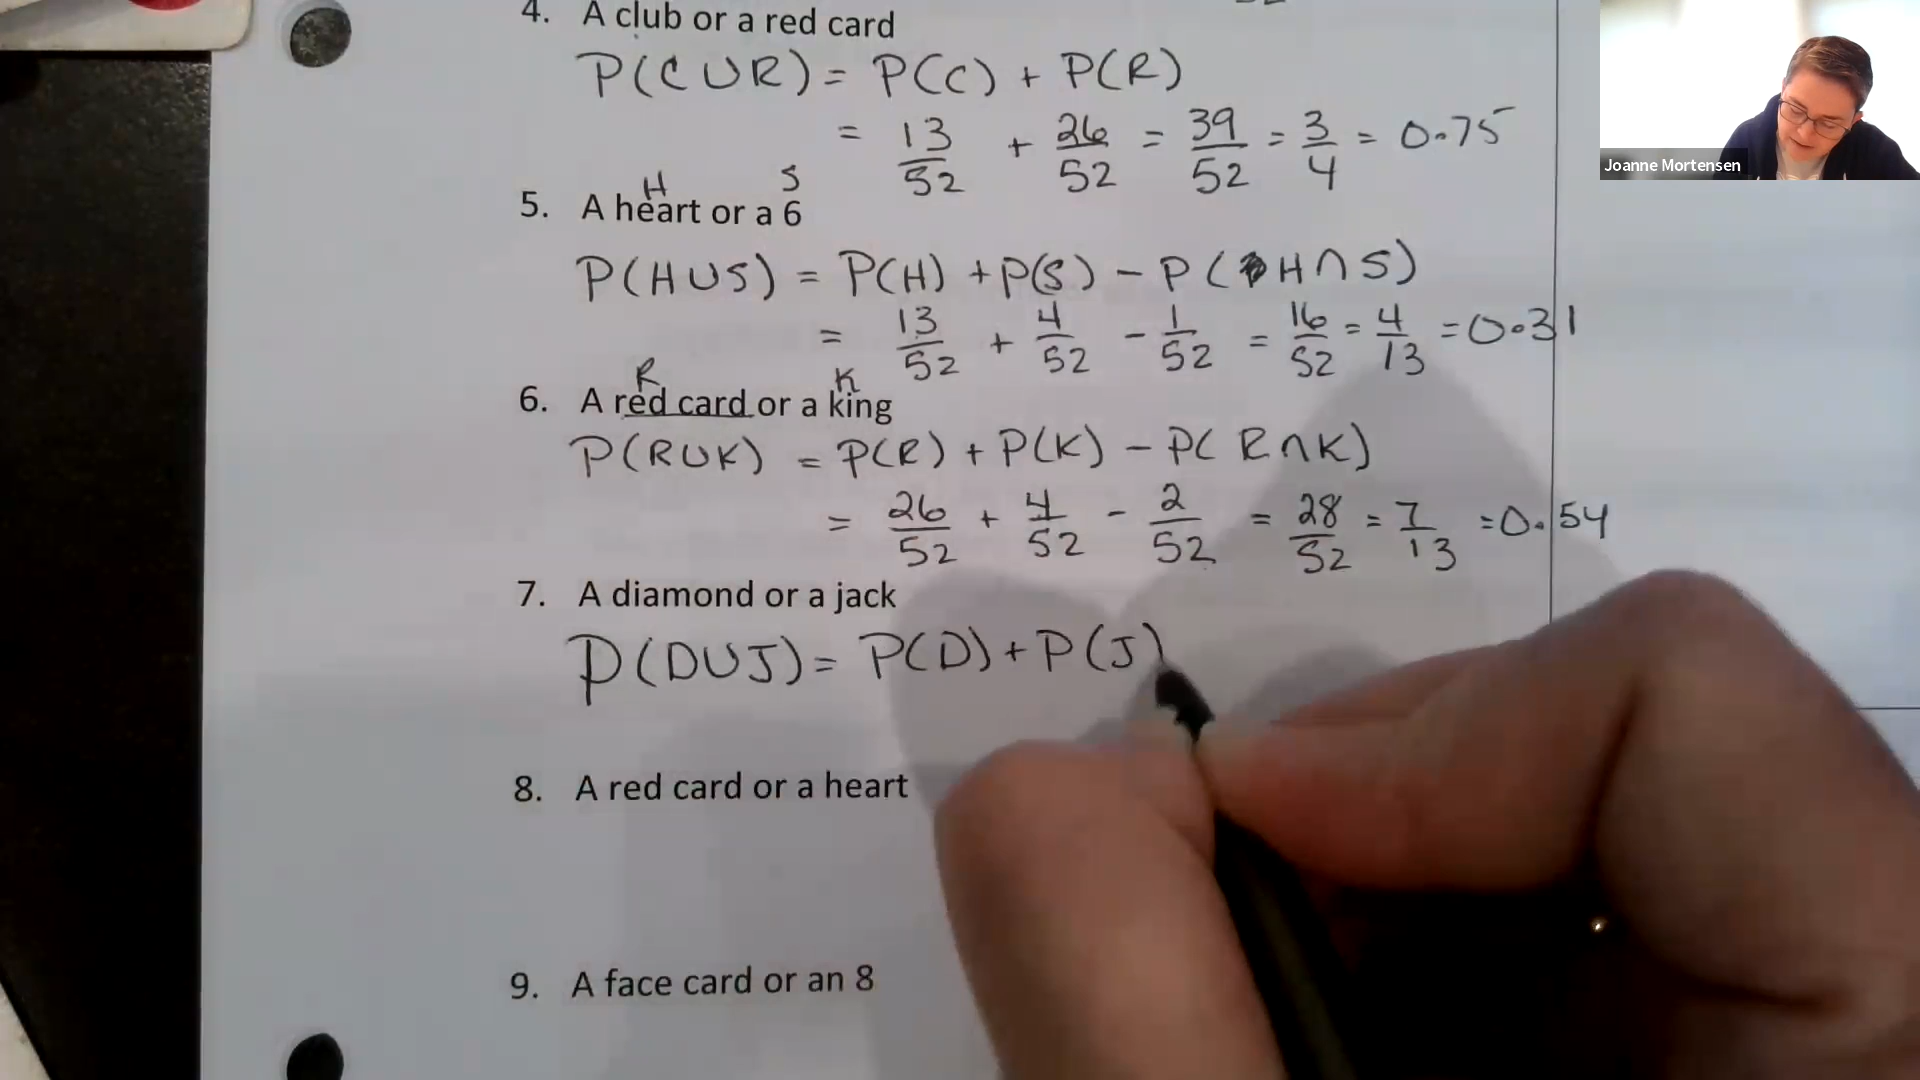 4. A club or a red card
P(C∪R) = P(C) + P(R)
= 13/52 + 26/52 = 39/52 = 3/4 = 0.75
H S
5. A heart or a 6
P(H∪S) = P(H) + P(S) - P(H∩S)
= 13/52 + 4/52 - 1/52 = 16/52 = 4/13 = 0.31
R K
6. A red card or a king
P(R∪K) = P(R) + P(K) - P(R∩K)
= 26/52 + 4/52 - 2/52 = 28/52 = 7/13 = 0.54
7. A diamond or a jack
P(D∪J) = P(D) + P(J)
8. A red card or a heart
9. A face card or an 8
Joanne Mortensen